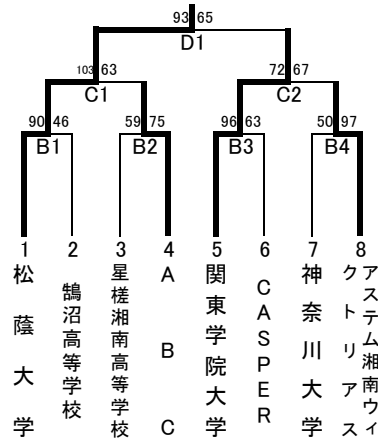 93 65
D1
103 63
C1
72 67
C2
90 46
B1
59 75
B2
96 63
B3
50 97
B4
1 2 3 4 5 6 7 8
松蔭大学
鵠沼高等学校
星槎湘南高等学校
ABC
関東学院大学
CASPER
神奈川大学
アステム湘南ヴィ
クトリアス